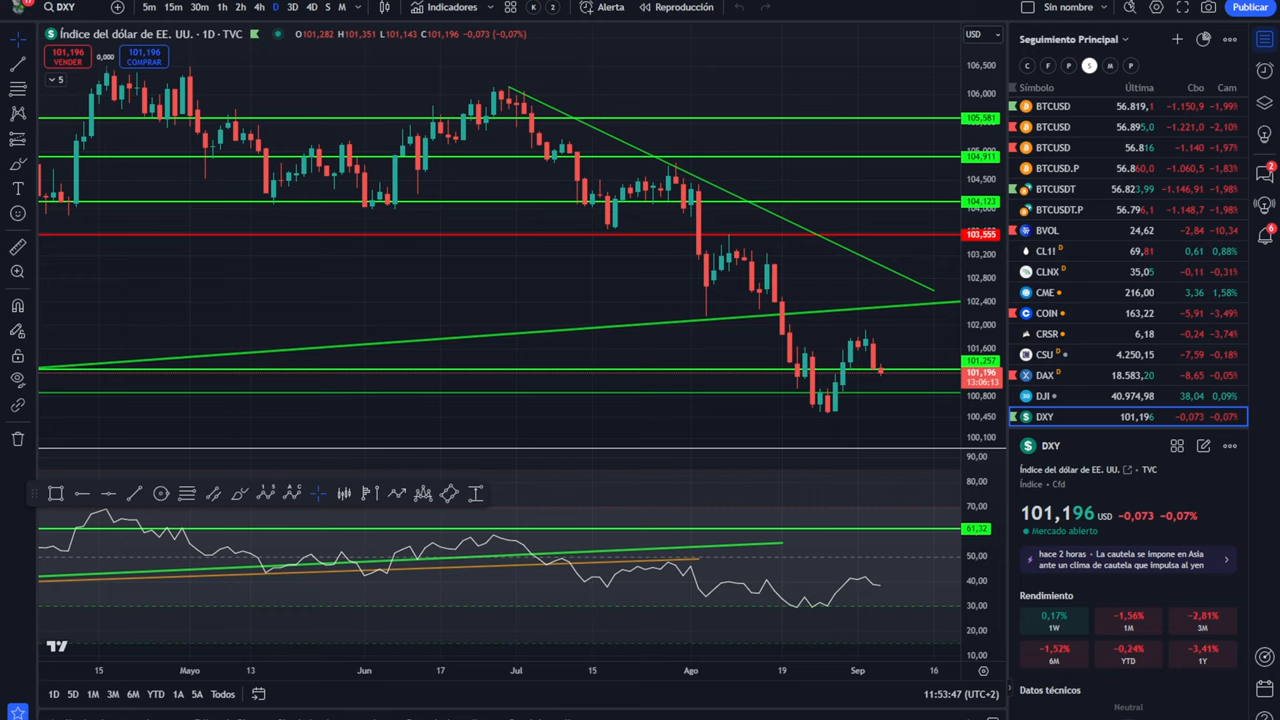 DXY 5m 15m 30m 1h 2h 4h D 3D 4D S M Indicadores K 2 Alerta Reproducción Sin nombre Publicar
Índice del dólar de EE. UU. · 1D · TVC O101,282 H101,351 L101,143 C101,196 −0,073 (−0,07%)
101,196 VENDER
0,000
101,196 COMPRAR
5
USD
106,500
106,000
105,581
104,911
104,500
104,123
103,555
103,200
102,800
102,400
102,000
101,600
101,257
101,196
13:06:13
100,800
100,450
100,100
90,00
80,00
70,00
61,32
50,00
40,00
30,00
20,00
10,00
15 Mayo 13 Jun 17 Jul 15 Ago 19 Sep 16
1D 5D 1M 3M 6M YTD 1A 5A Todos
11:53:47 (UTC+2)
Seguimiento Principal
C F P S M P
Símbolo Última Cbo Cam
BTCUSD 56.819,1 −1.150,9 −1,99%
BTCUSD 56.895,0 −1.221,0 −2,10%
BTCUSD 56.816 −1.140 −1,97%
BTCUSD.P 56.860,0 −1.060,5 −1,83%
BTCUSDT 56.823,99 −1.146,91 −1,98%
BTCUSDT.P 56.796,1 −1.148,7 −1,98%
BVOL 24,62 −2,84 −10,34
CL1! D 69,81 0,61 0,88%
CLNX D 35,05 −0,11 −0,31%
CME 216,00 3,36 1,58%
COIN 163,22 −5,91 −3,49%
CRSR 6,18 −0,24 −3,74%
CSU D 4.250,15 −7,59 −0,18%
DAX D 18.583,20 −8,65 −0,05%
DJI 40.974,98 38,04 0,09%
DXY 101,196 −0,073 −0,07%
DXY
Índice del dólar de EE. UU. · TVC
Índice · Cfd
101,196 USD −0,073 −0,07%
Mercado abierto
hace 2 horas · La cautela se impone en Asia
ante un clima de cautela que impulsa al yen
Rendimiento
0,17% −1,56% −2,81%
1W 1M 3M
−1,52% −0,24% −3,41%
6M YTD 1Y
Datos técnicos
Neutral
2
6